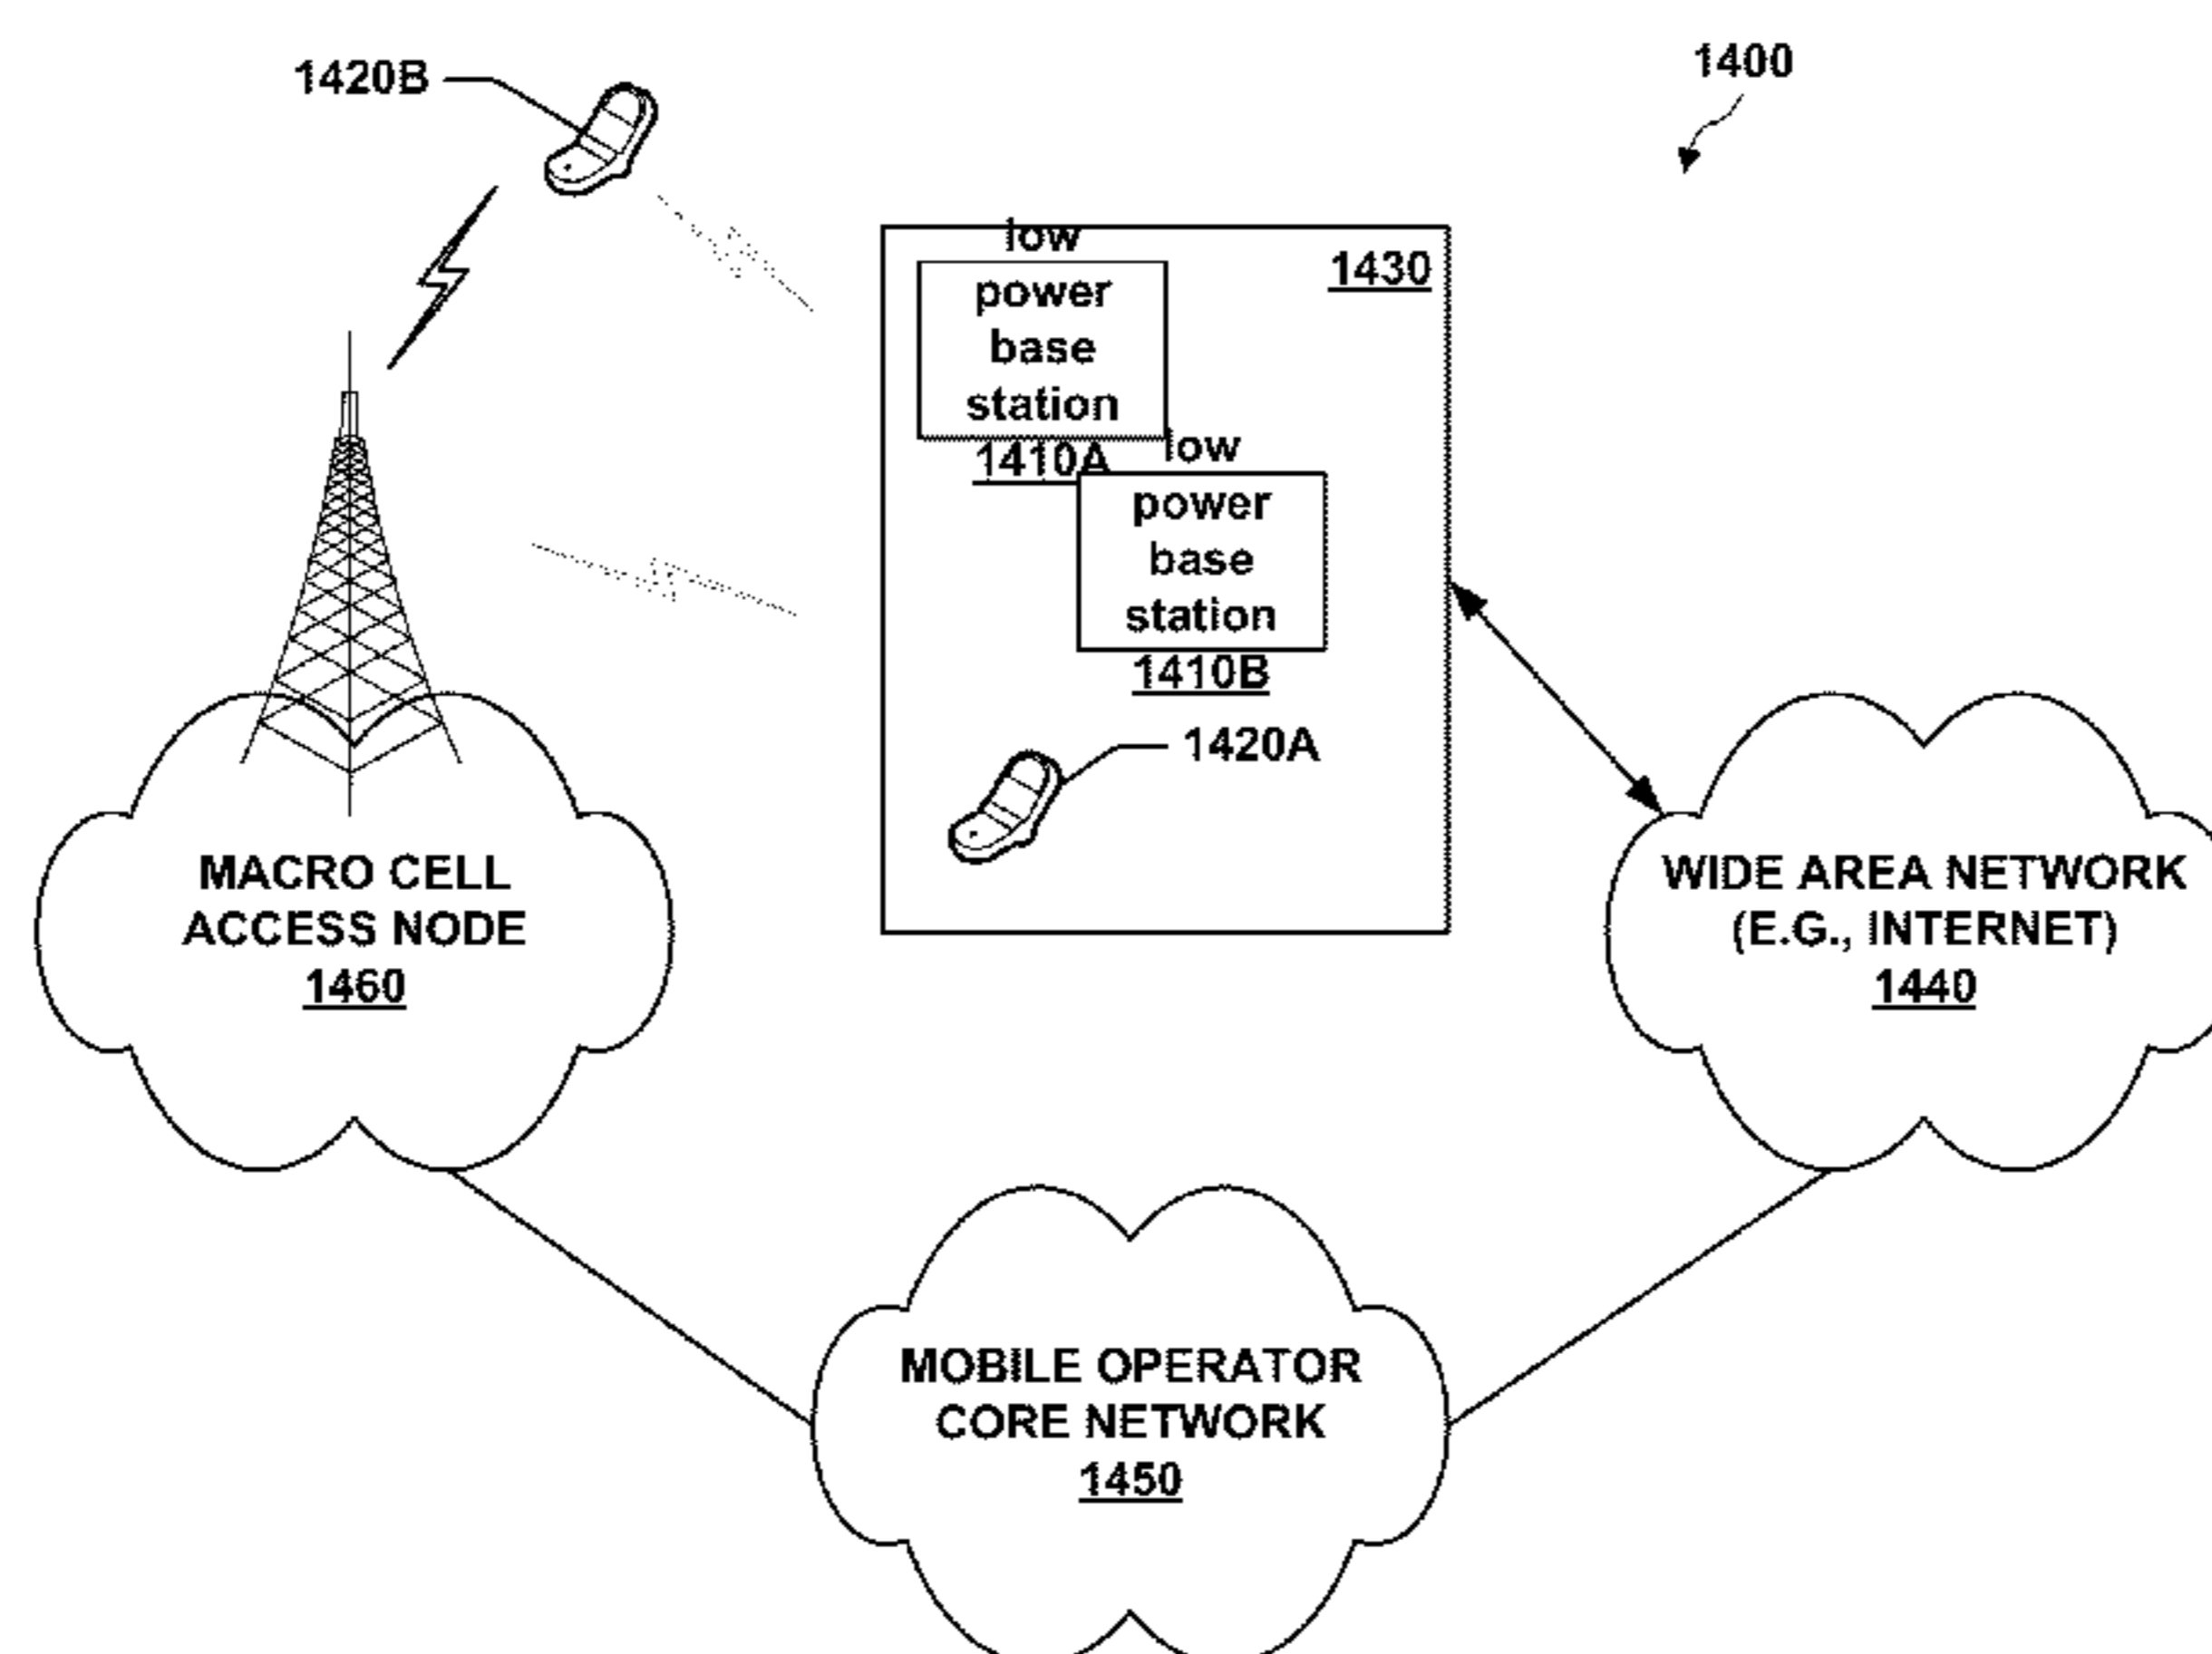 1420B
1400
low
power
base
station
1410A
1430
low
power
base
station
1410B
1420A
MACRO CELL
ACCESS NODE
1460
WIDE AREA NETWORK
(E.G., INTERNET)
1440
MOBILE OPERATOR
CORE NETWORK
1450